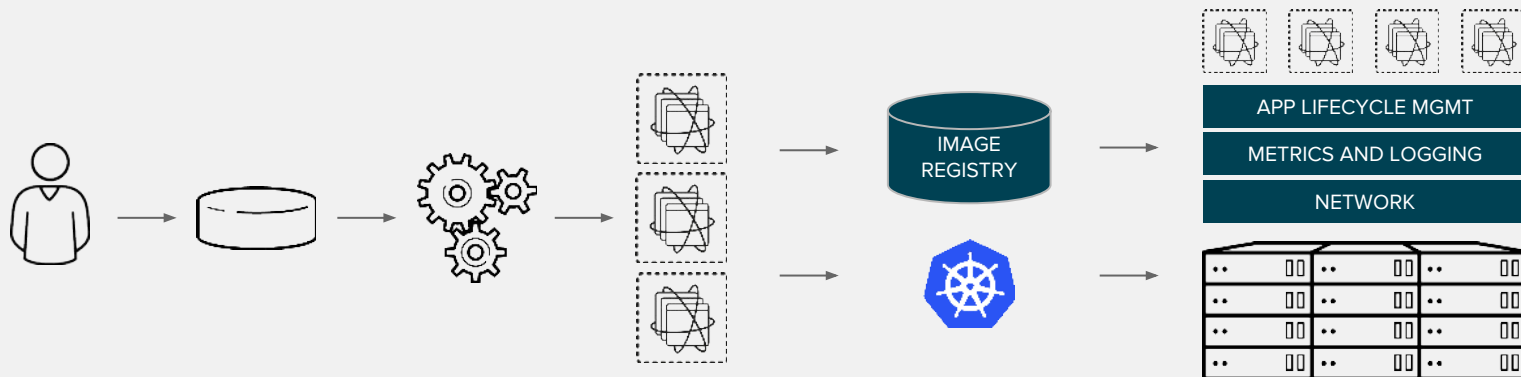 IMAGE
REGISTRY
APP LIFECYCLE MGMT
METRICS AND LOGGING
NETWORK